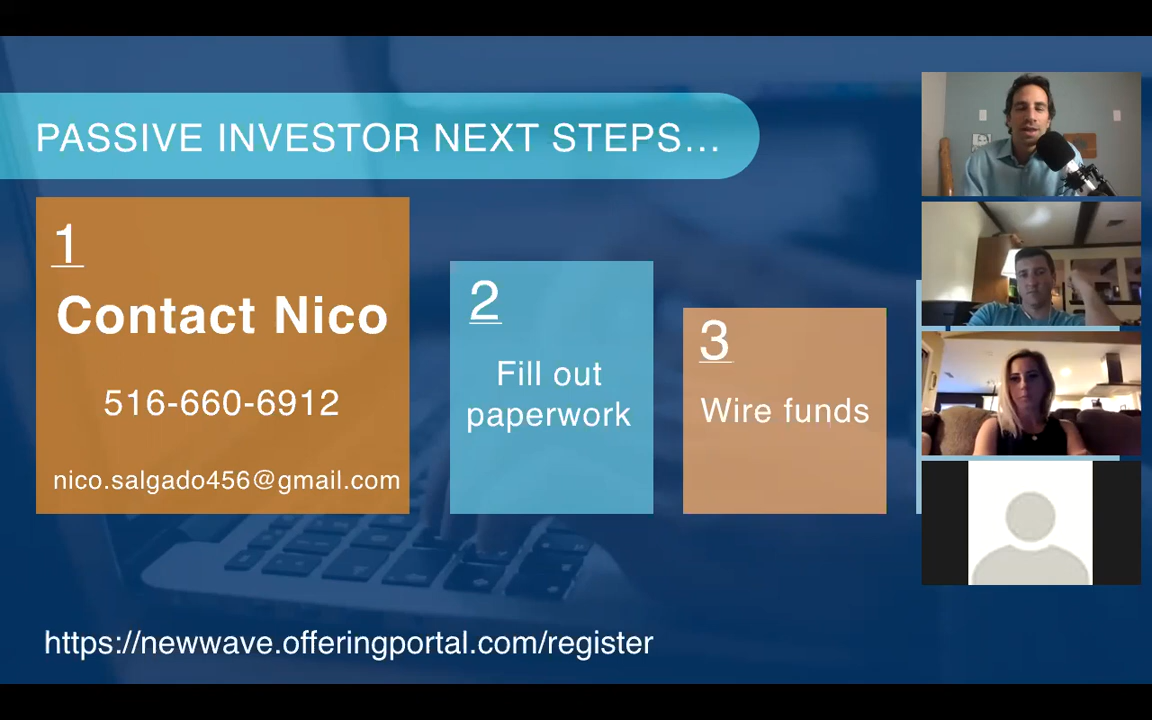 PASSIVE INVESTOR NEXT STEPS...
1
Contact Nico
516-660-6912
nico.salgado456@gmail.com
2
Fill out
paperwork
3
Wire funds
https://newwave.offeringportal.com/register